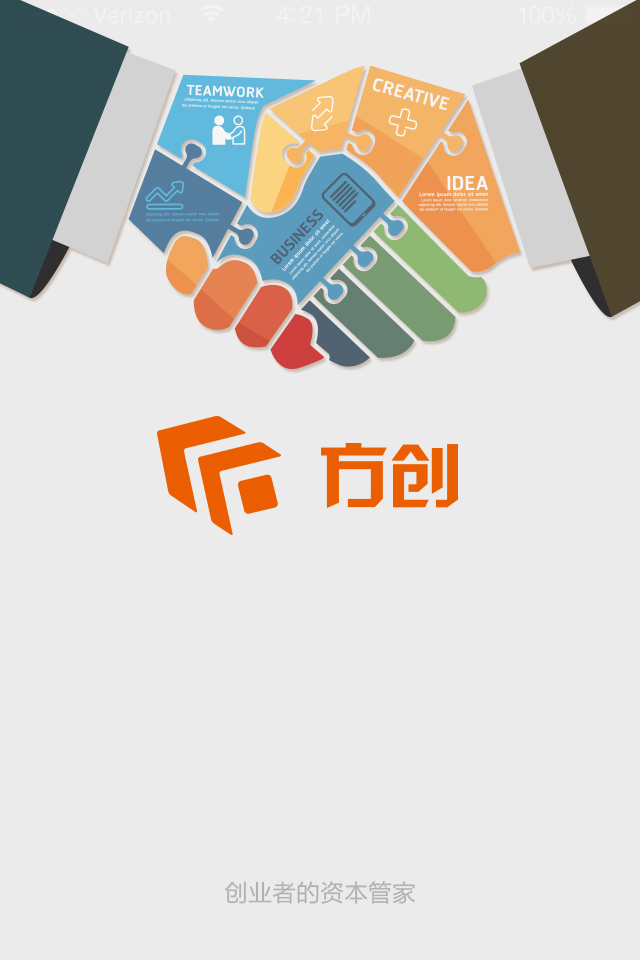 Verizon 4:21 PM 100%
TEAMWORK
CREATIVE
IDEA
Lorem ipsum dolor sit amet
BUSINESS
Lorem ipsum dolor sit amet
方创
创业者的资本管家